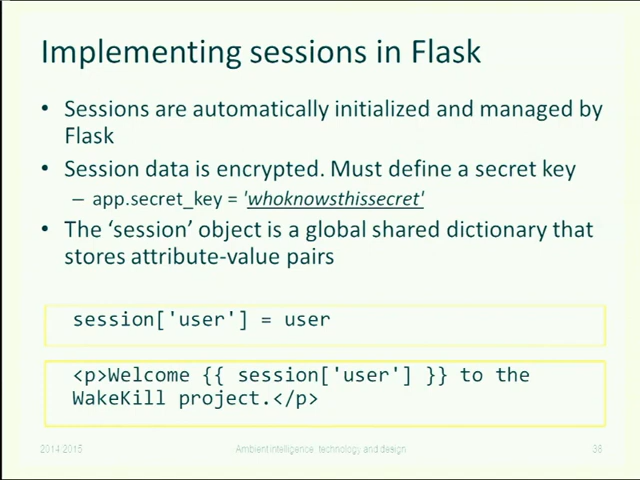 Implementing sessions in Flask
• Sessions are automatically initialized and managed by
Flask
• Session data is encrypted. Must define a secret key
– app.secret_key = 'whoknowsthissecret'
• The ‘session’ object is a global shared dictionary that
stores attribute-value pairs
session['user'] = user
<p>Welcome {{ session['user'] }} to the
WakeKill project.</p>
2014 2015 Ambient intelligence: technology and design 38